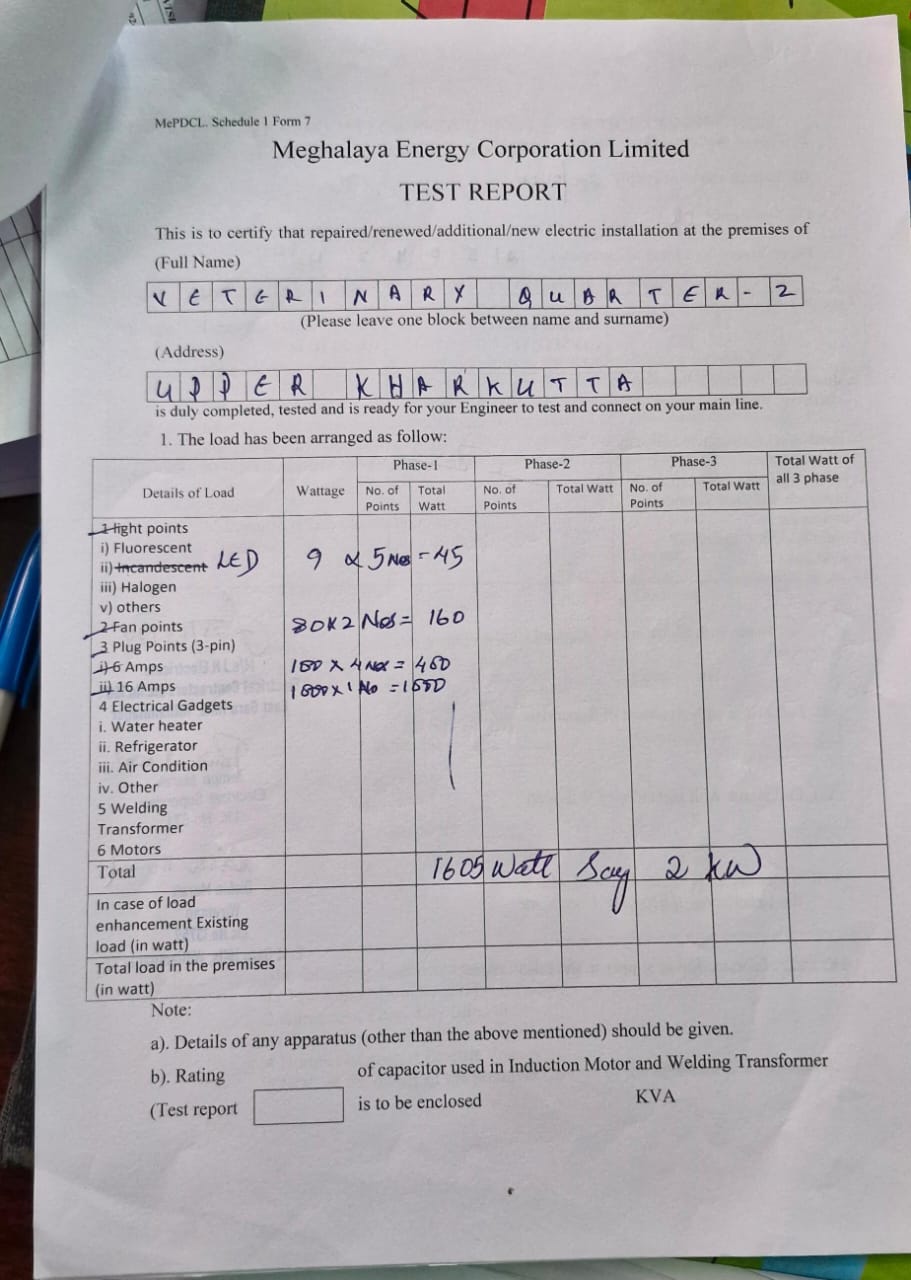 MePDCL. Schedule 1 Form 7
Meghalaya Energy Corporation Limited
TEST REPORT
This is to certify that repaired/renewed/additional/new electric installation at the premises of
(Full Name)
VETERINARY QUARTER-2
(Please leave one block between name and surname)
(Address)
UPPER KHARKUTTA
is duly completed, tested and is ready for your Engineer to test and connect on your main line.
1. The load has been arranged as follow:
Details of Load Wattage Phase-1 Phase-2 Phase-3 Total Watt of all 3 phase
No. of Points Total Watt No. of Points Total Watt No. of Points Total Watt
1 light points
i) Fluorescent
ii) Incandescent LED 9 x 5 Nos = 45
iii) Halogen
v) others
2 Fan points 80 x 2 Nos = 160
3 Plug Points (3-pin)
i) 6 Amps 100 x 4 Nos = 400
ii) 16 Amps 1000 x 1 No = 1000
4 Electrical Gadgets
i. Water heater
ii. Refrigerator
iii. Air Condition
iv. Other
5 Welding
Transformer
6 Motors
Total 1605 Watt Say 2 kW
In case of load
enhancement Existing
load (in watt)
Total load in the premises
(in watt)
Note:
a). Details of any apparatus (other than the above mentioned) should be given.
b). Rating of capacitor used in Induction Motor and Welding Transformer
(Test report is to be enclosed KVA